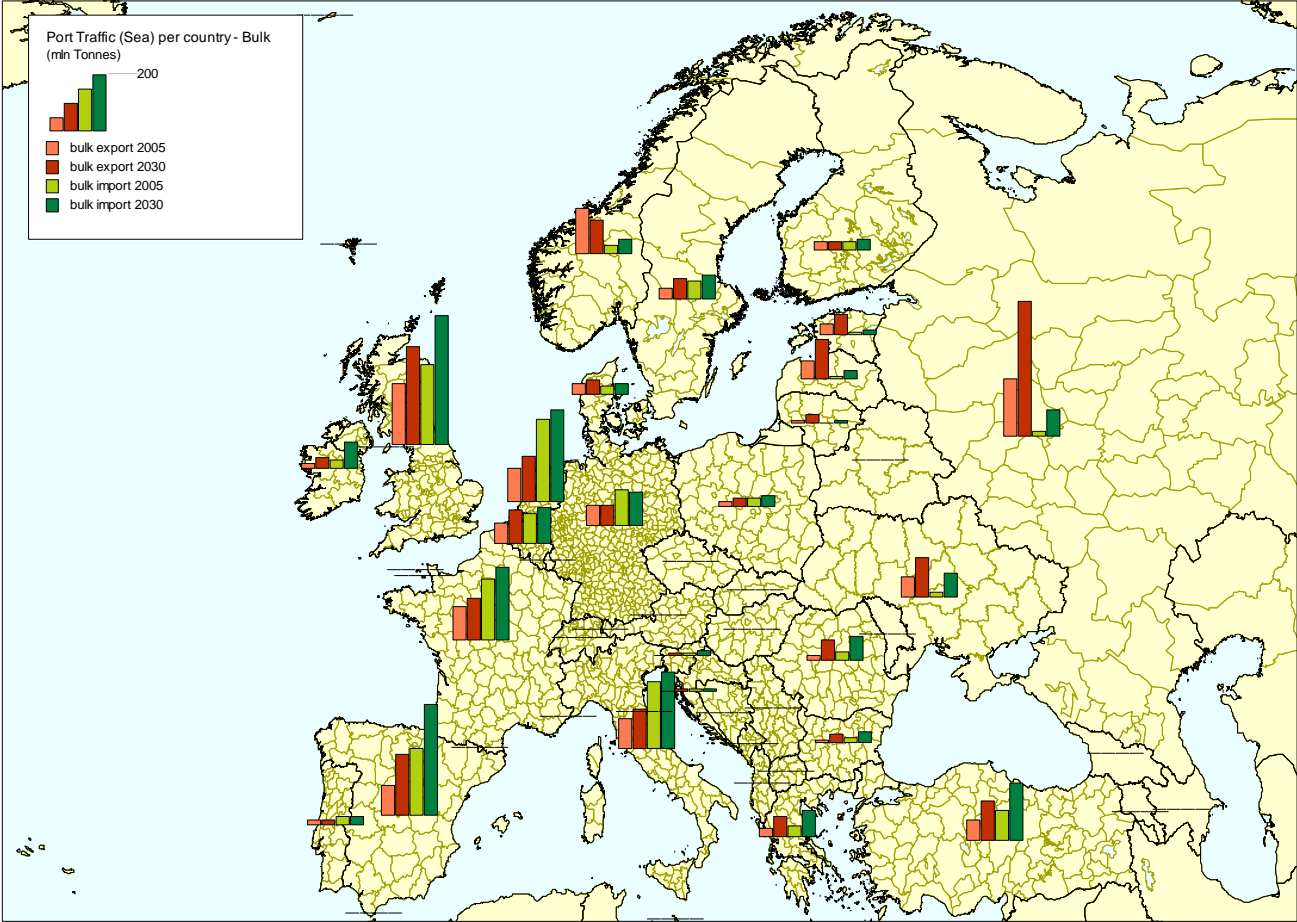 Port Traffic (Sea) per country - Bulk
(mln Tonnes)
200
bulk export 2005
bulk export 2030
bulk import 2005
bulk import 2030